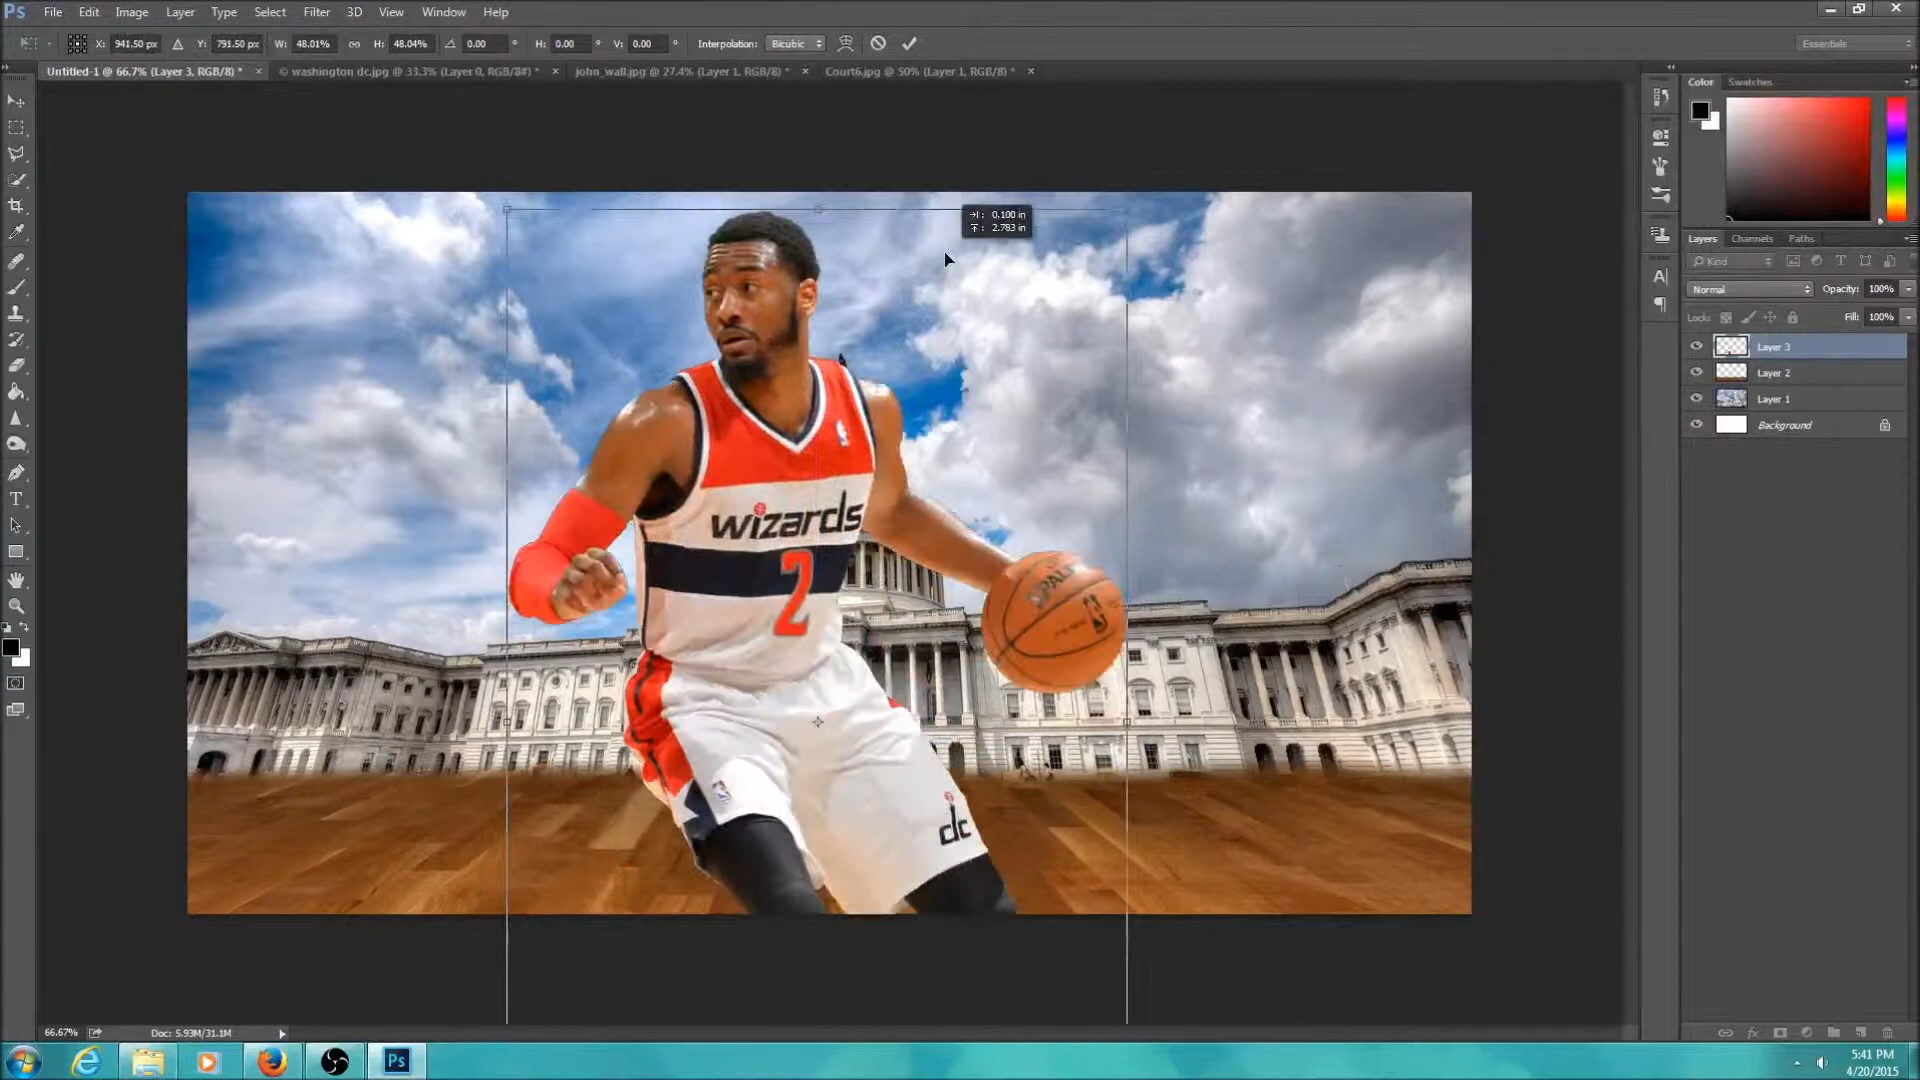 Ps File Edit Image Layer Type Select Filter 3D View Window Help
X: 941.50 px Y: 791.50 px W: 48.01% H: 48.04% 0.00 ° H: 0.00 ° V: 0.00 ° Interpolation: Bicubic Essentials
Untitled-1 @ 66.7% (Layer 3, RGB/8) * × © washington dc.jpg @ 33.3% (Layer 0, RGB/8#) * × john_wall.jpg @ 27.4% (Layer 1, RGB/8) * × Court6.jpg @ 50% (Layer 1, RGB/8) * ×
Color Swatches
: 0.100 in
: 2.783 in
Layers Channels Paths
Kind
Normal Opacity: 100%
Lock: Fill: 100%
Layer 3
Layer 2
Layer 1
Background
wizards
2
SPALD
dc
66.67% Doc: 5.93M/31.1M
Ps
5:41 PM
4/20/2015